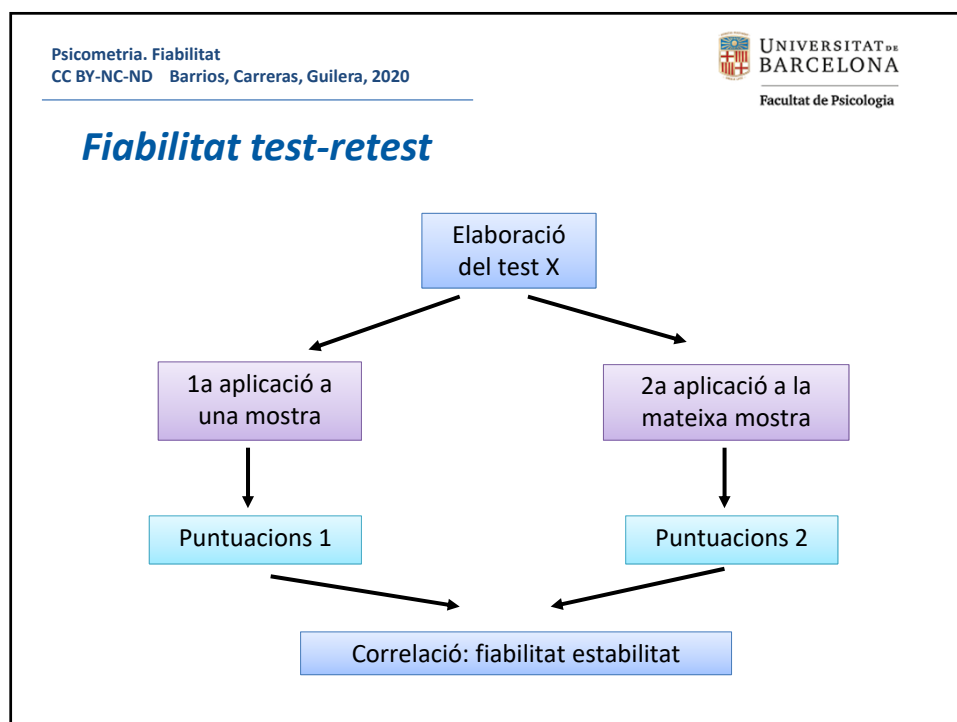 Psicometria. Fiabilitat
CC BY-NC-ND Barrios, Carreras, Guilera, 2020
UNIVERSITAT DE
BARCELONA
Facultat de Psicologia
Fiabilitat test-retest
Elaboració
del test X
1a aplicació a
una mostra
2a aplicació a la
mateixa mostra
Puntuacions 1
Puntuacions 2
Correlació: fiabilitat estabilitat